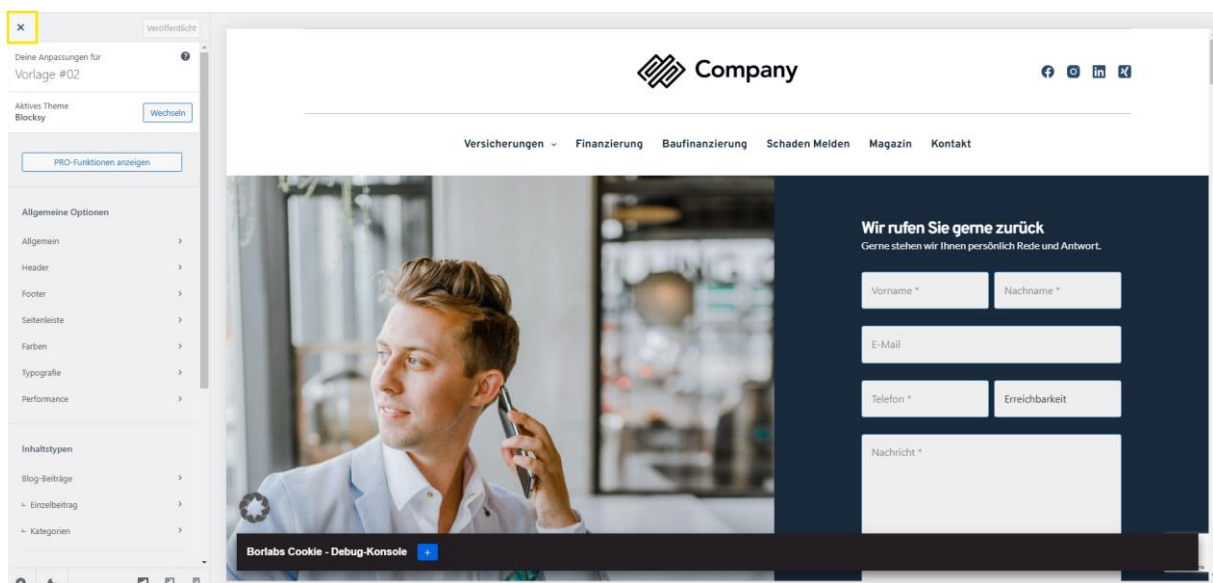 Veröffentlicht
Deine Anpassungen für
Vorlage #02
Aktives Theme
Blocksy
Wechseln
PRO-Funktionen anzeigen
Allgemeine Optionen
Allgemein
Header
Footer
Seitenleiste
Farben
Typografie
Performance
Inhaltstypen
Blog-Beiträge
Einzelbeitrag
Kategorien
Company
Versicherungen Finanzierung Baufinanzierung Schaden Melden Magazin Kontakt
Wir rufen Sie gerne zurück
Gerne stehen wir Ihnen persönlich Rede und Antwort.
Vorname * Nachname *
E-Mail
Telefon * Erreichbarkeit
Nachricht *
Borlabs Cookie - Debug-Konsole +